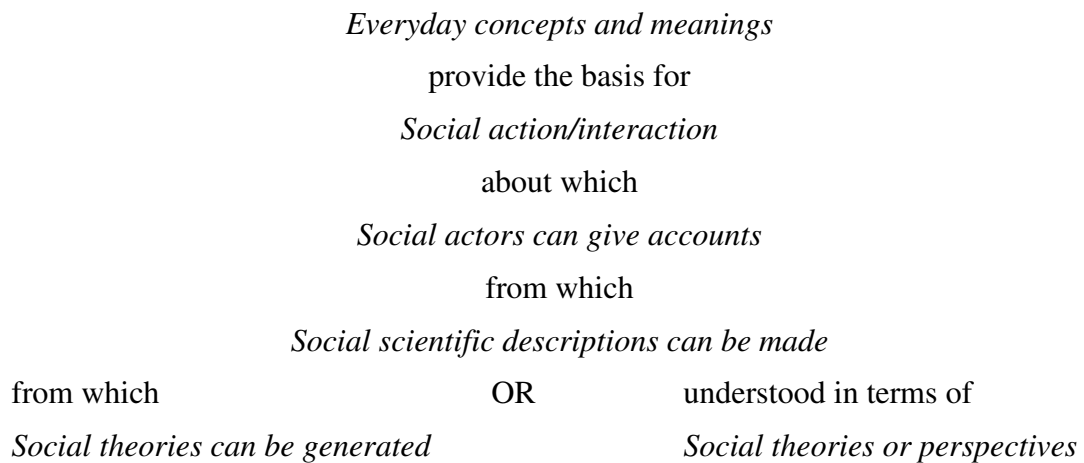 Everyday concepts and meanings
provide the basis for
Social action/interaction
about which
Social actors can give accounts
from which
Social scientific descriptions can be made
from which OR understood in terms of
Social theories can be generated Social theories or perspectives